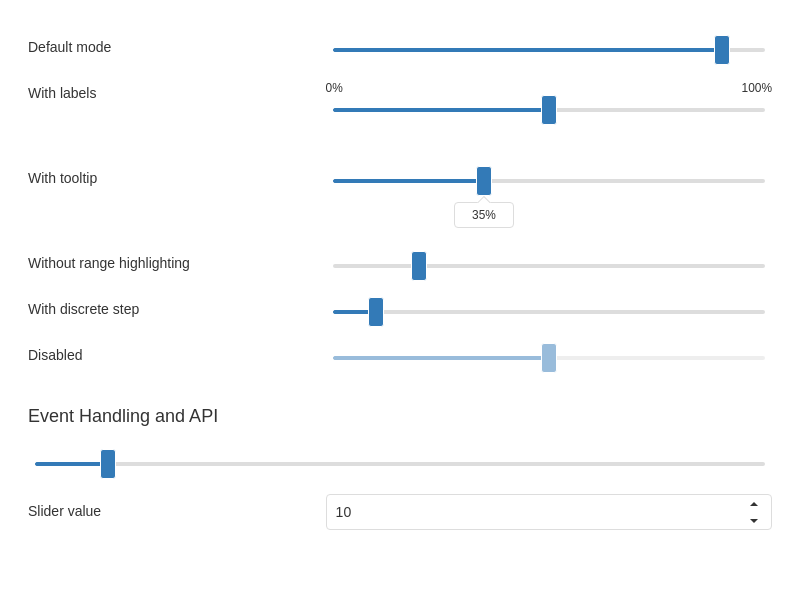 Default mode
With labels
0%
100%
With tooltip
35%
Without range highlighting
With discrete step
Disabled
Event Handling and API
Slider value
10